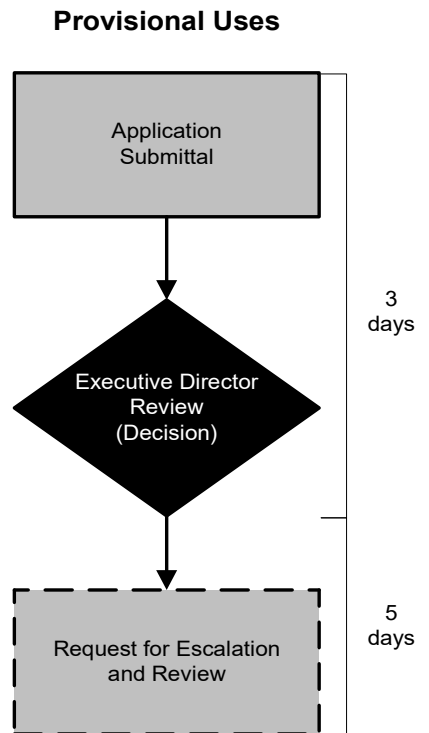 Provisional Uses
Application
Submittal
3
days
Executive Director
Review
(Decision)
5
days
Request for Escalation
and Review